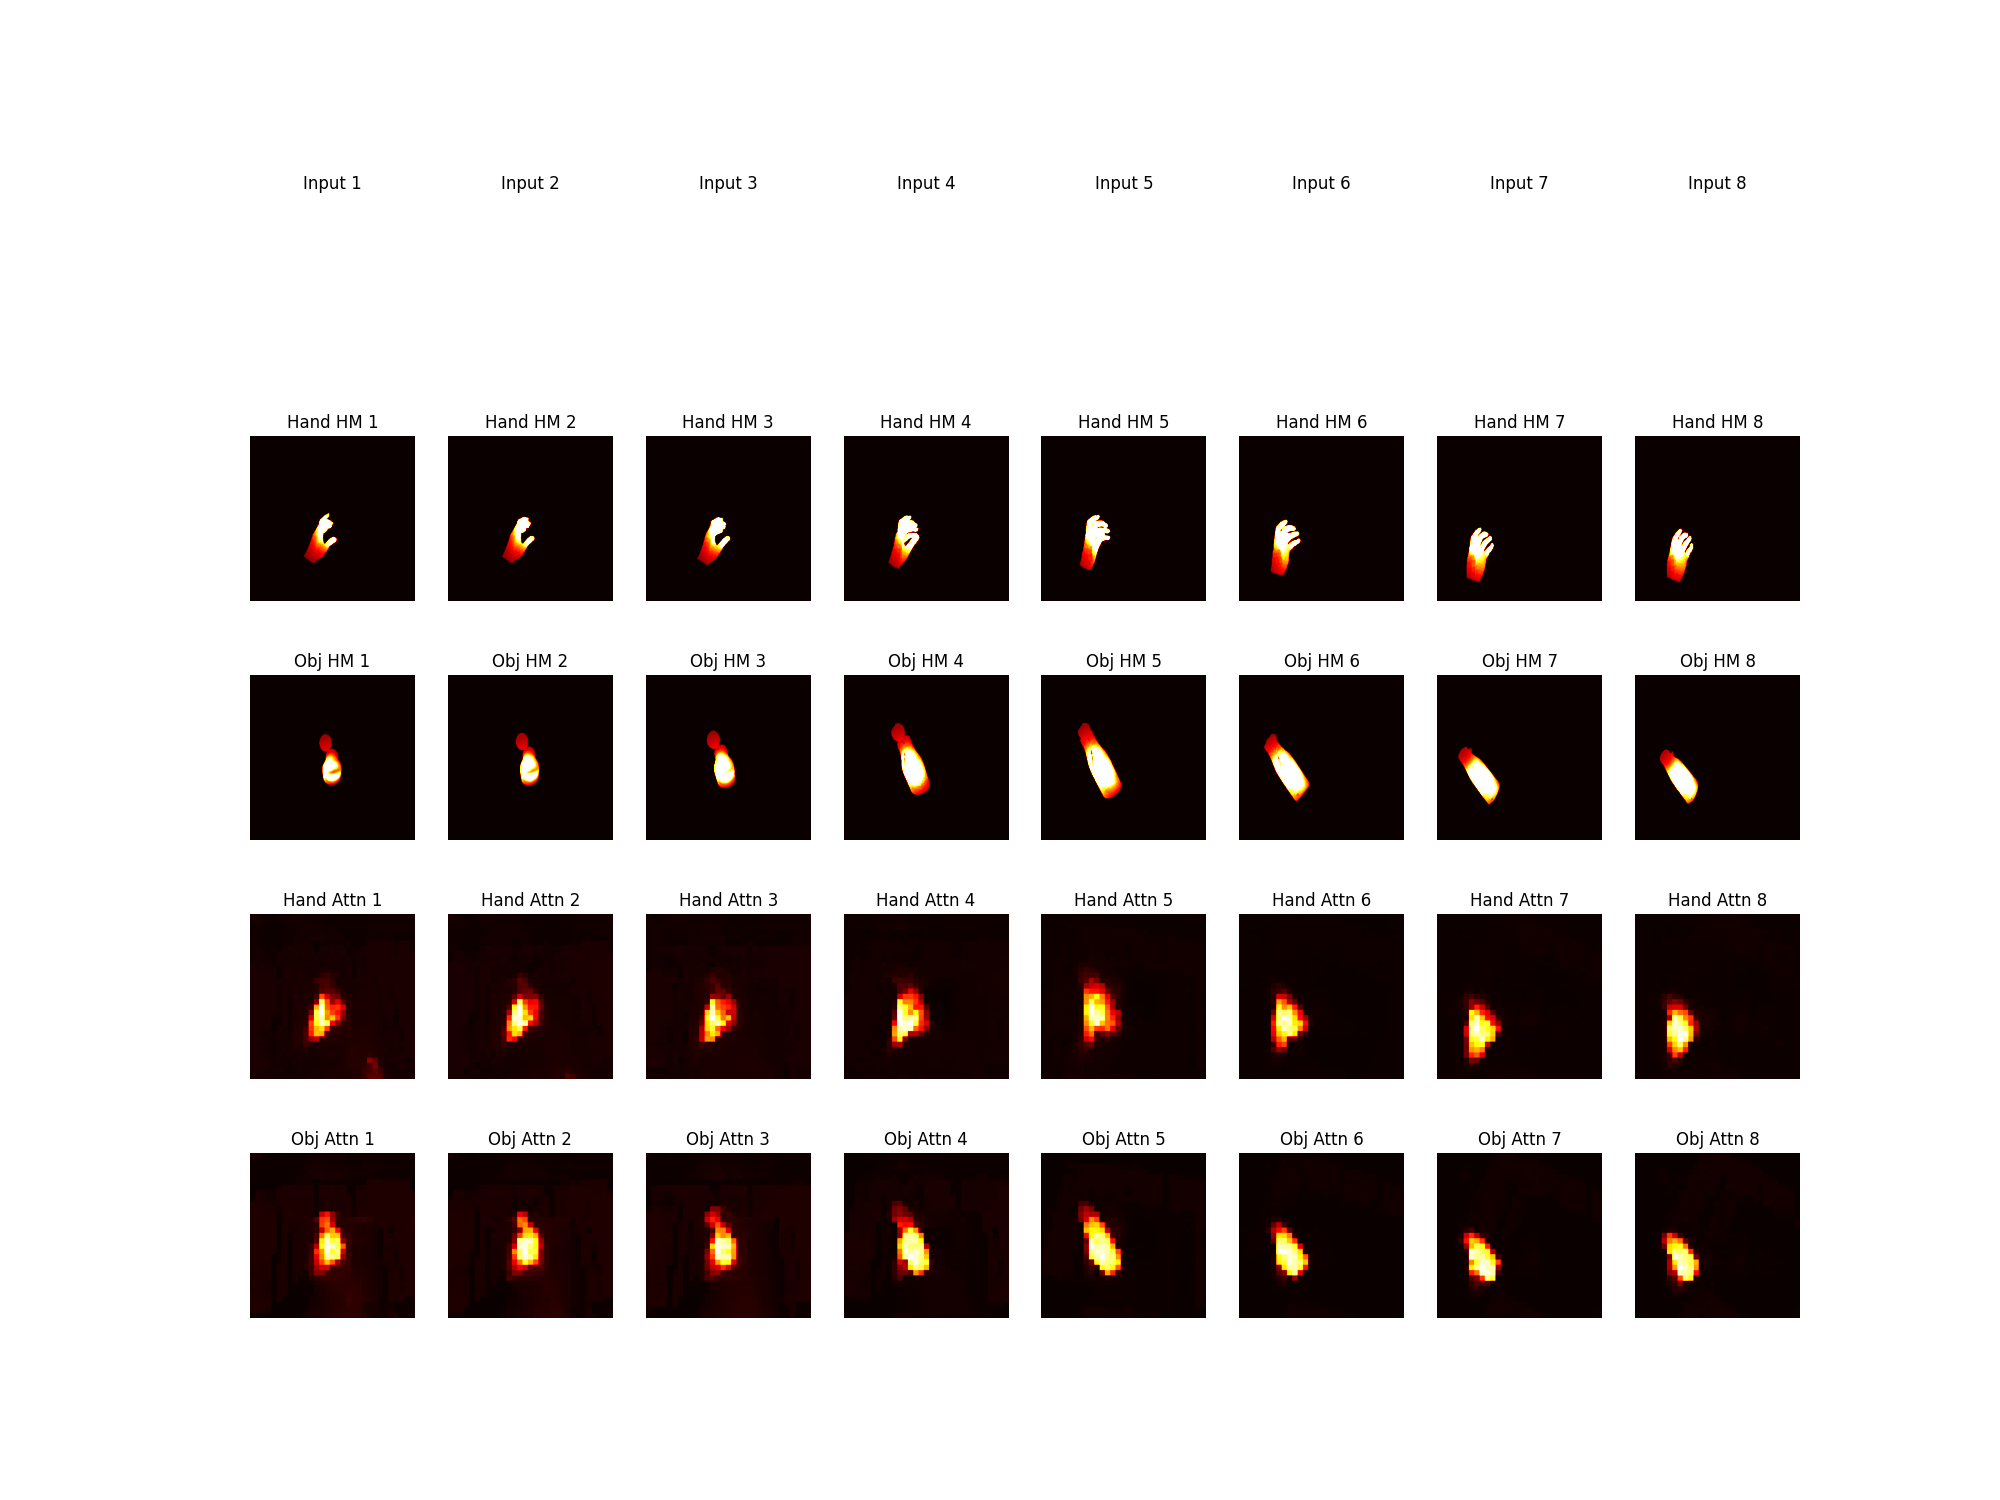 Input 1 Input 2 Input 3 Input 4 Input 5 Input 6 Input 7 Input 8
Hand HM 1 Hand HM 2 Hand HM 3 Hand HM 4 Hand HM 5 Hand HM 6 Hand HM 7 Hand HM 8
Obj HM 1 Obj HM 2 Obj HM 3 Obj HM 4 Obj HM 5 Obj HM 6 Obj HM 7 Obj HM 8
Hand Attn 1 Hand Attn 2 Hand Attn 3 Hand Attn 4 Hand Attn 5 Hand Attn 6 Hand Attn 7 Hand Attn 8
Obj Attn 1 Obj Attn 2 Obj Attn 3 Obj Attn 4 Obj Attn 5 Obj Attn 6 Obj Attn 7 Obj Attn 8